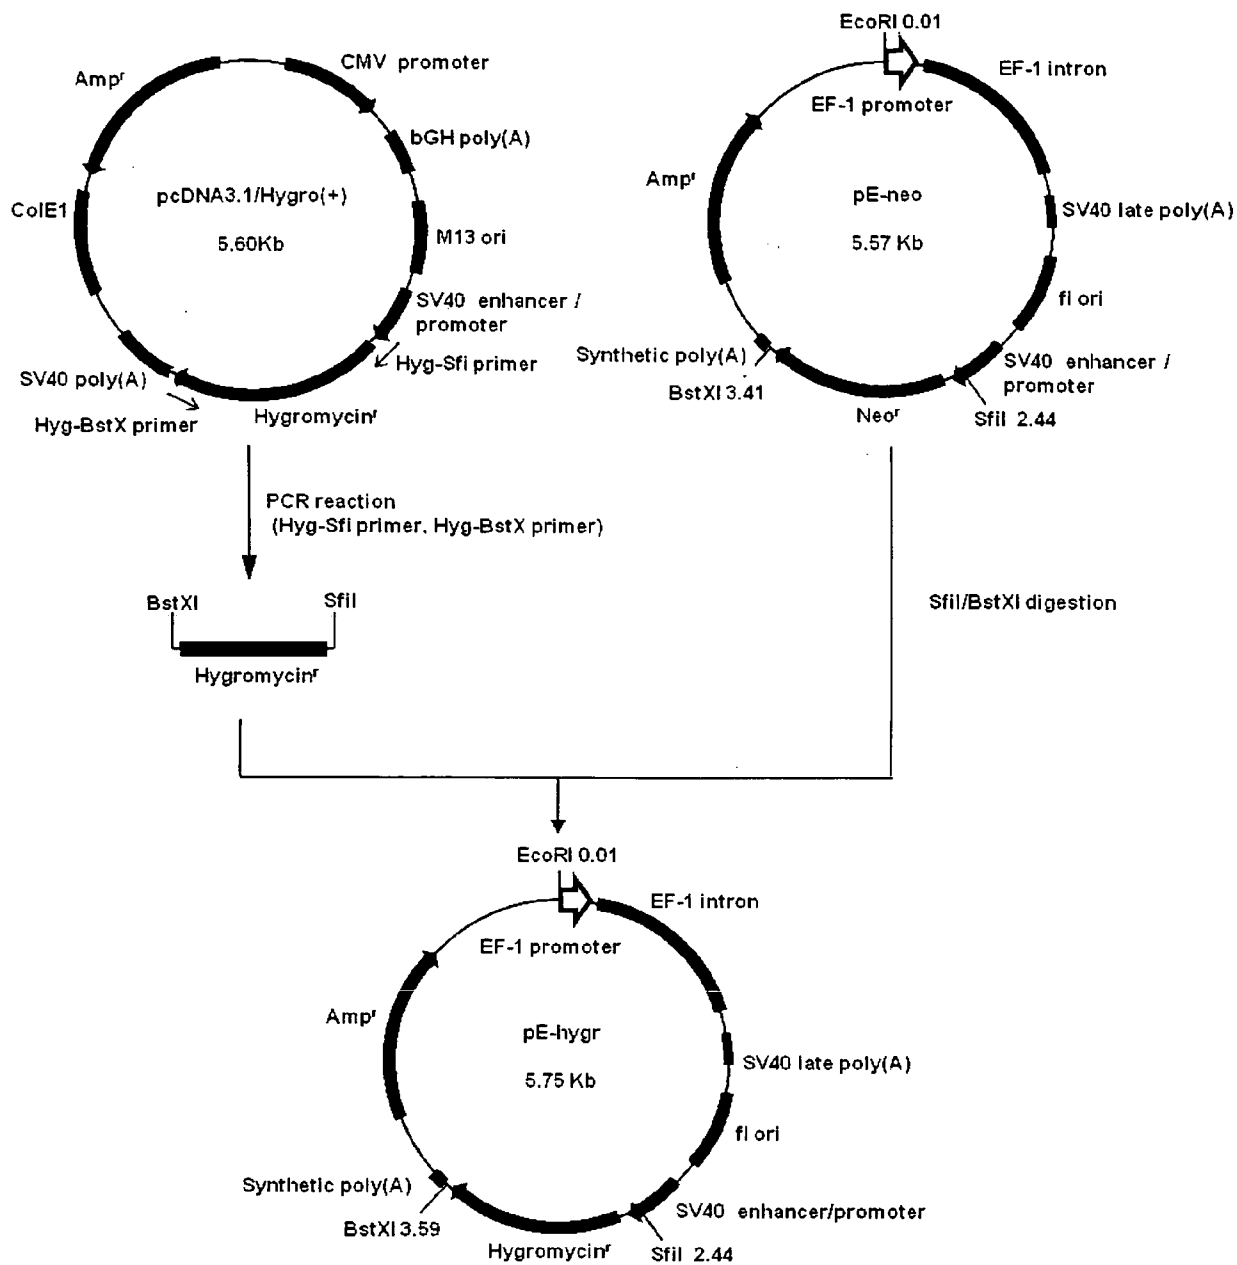 EcoRI 0.01
Ampʳ
CMV promoter
EF-1 intron
EF-1 promoter
bGH poly(A)
pcDNA3.1/Hygro(+)
5.60Kb
Ampʳ
pE-neo
5.57 Kb
ColE1
SV40 late poly(A)
M13 ori
SV40 enhancer /
promoter
fI ori
Hyg-Sfi primer
Synthetic poly(A)
SV40 enhancer /
promoter
SV40 poly(A)
BstXI 3.41
Hyg-BstX primer
Hygromycinʳ
Neoʳ
SfiI 2.44
PCR reaction
(Hyg-Sfi primer, Hyg-BstX primer)
BstXI
SfiI
SfiI/BstXI digestion
Hygromycinʳ
EcoRI 0.01
EF-1 intron
EF-1 promoter
Ampʳ
pE-hygr
5.75 Kb
SV40 late poly(A)
fI ori
Synthetic poly(A)
SV40 enhancer/promoter
BstXI 3.59
Hygromycinʳ
SfiI 2.44